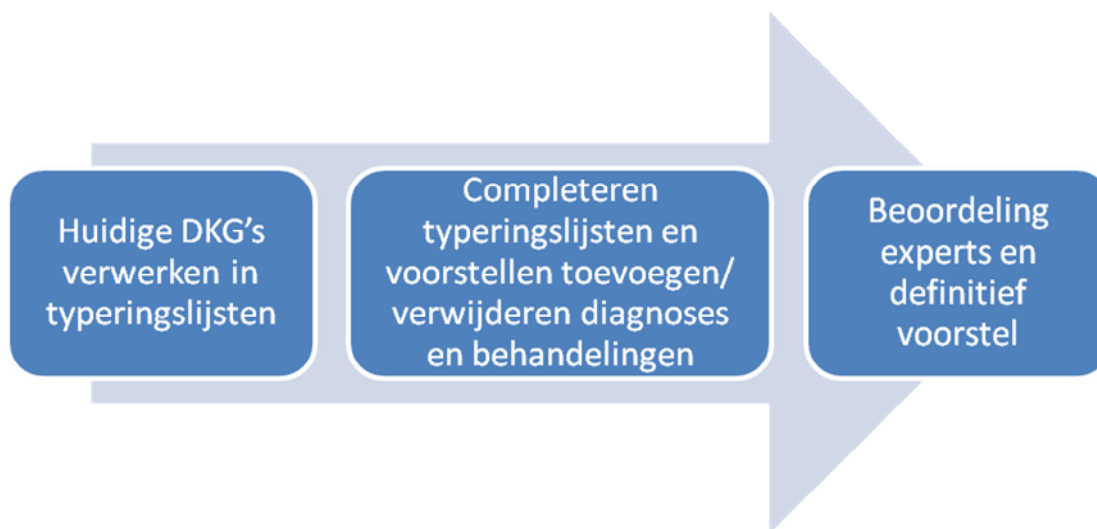 Huidige DKG's
verwerken in
typeringslijsten
Completeren
typeringslijsten en
voorstellen toevoegen/
verwijderen diagnoses
en behandelingen
Beoordeling
experts en
definitief
voorstel